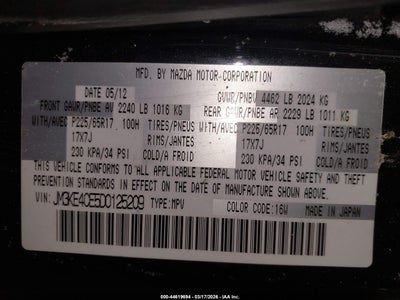 MFD. BY MAZDA MOTOR CORPORATION
DATE 05/12 GVWR/PNBV 4462 LB 2024 KG
FRONT GAWR/PNBE AV 2240 LB 1016 KG REAR GAWR/PNBE AR 2229 LB 1011 KG
WITH/AVEC P225/65R17 100H TIRES/PNEUS WITH/AVEC P225/65R17 100H TIRES/PNEUS
17X7J RIMS/JANTES 17X7J RIMS/JANTES
230 KPA/34 PSI COLD/A FROID 230 KPA/34 PSI COLD/A FROID
THIS VEHICLE CONFORMS TO ALL APPLICABLE FEDERAL MOTOR VEHICLE SAFETY AND THEFT
PREVENTION STANDARDS IN EFFECT ON THE DATE OF MANUFACTURE SHOWN ABOVE.
VIN: JM3KE4CE5D0125209 TYPE:MPV COLOR CODE:16W MADE IN JAPAN
000-44619694 - 03/17/2026 - IAA Inc.